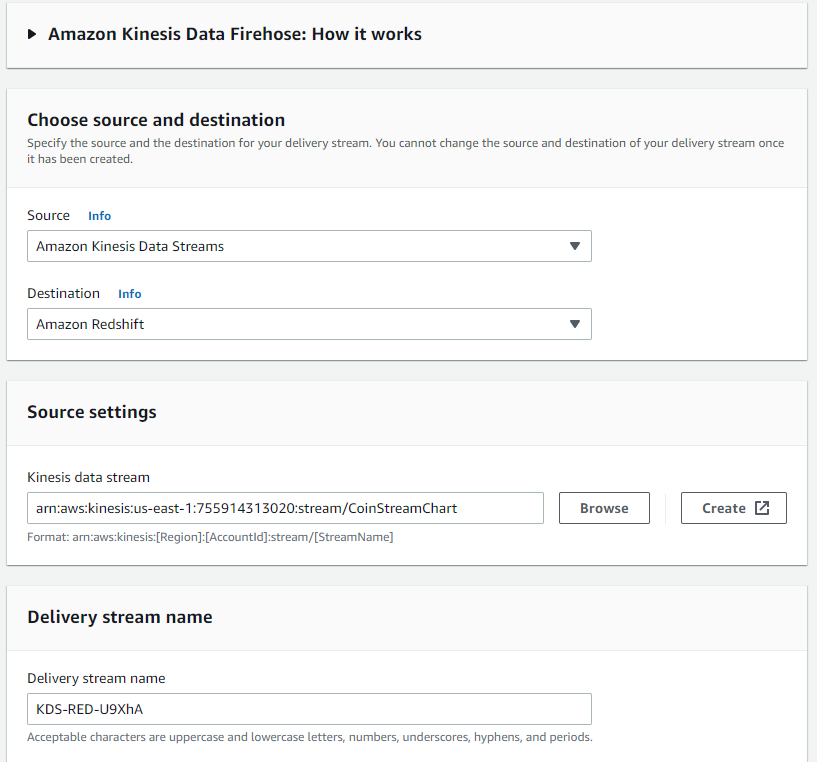 Amazon Kinesis Data Firehose: How it works
Choose source and destination
Specify the source and the destination for your delivery stream. You cannot change the source and destination of your delivery stream once
it has been created.
Source Info
Amazon Kinesis Data Streams
Destination Info
Amazon Redshift
Source settings
Kinesis data stream
arn:aws:kinesis:us-east-1:755914313020:stream/CoinStreamChart Browse Create
Format: arn:aws:kinesis:[Region]:[AccountId]:stream/[StreamName]
Delivery stream name
Delivery stream name
KDS-RED-U9XhA
Acceptable characters are uppercase and lowercase letters, numbers, underscores, hyphens, and periods.